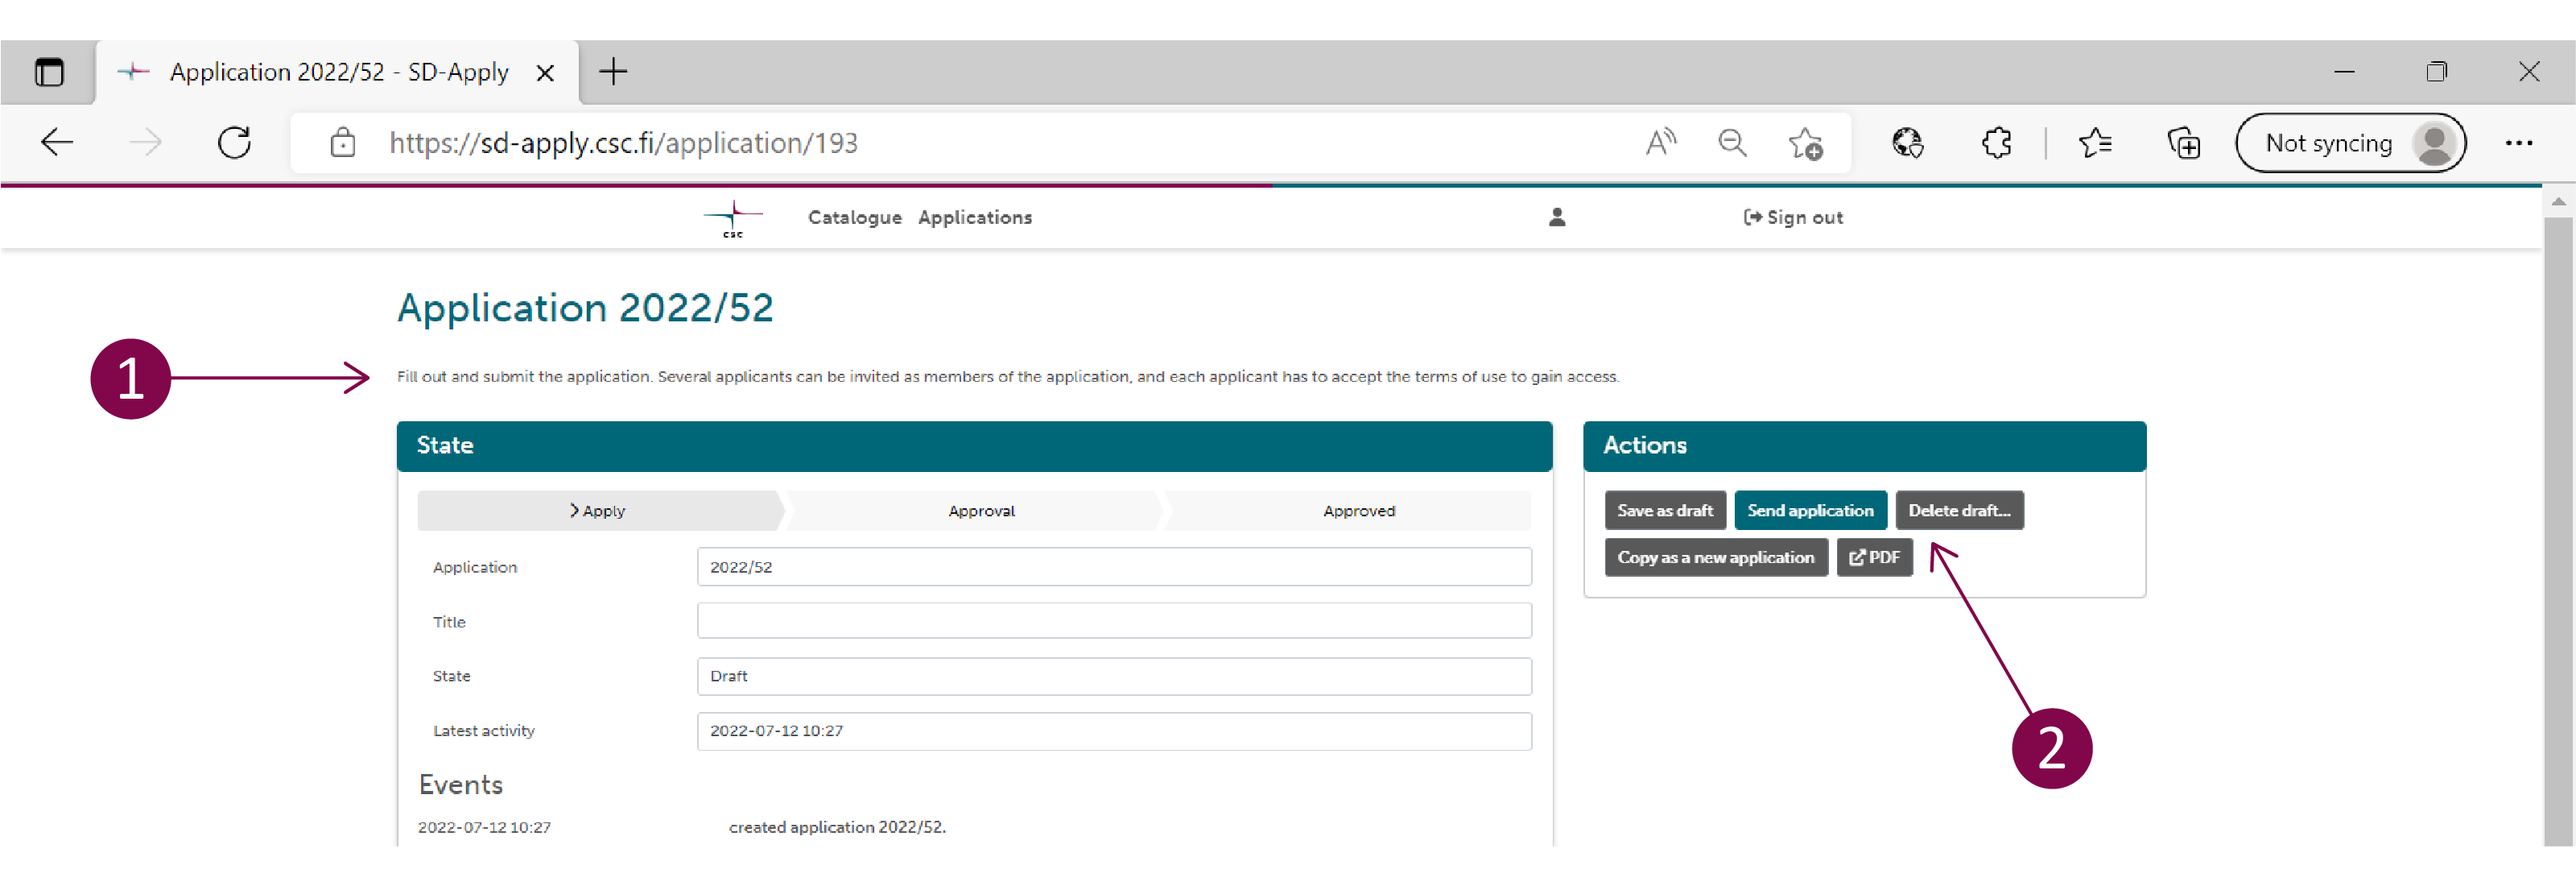 Application 2022/52 - SD-Apply
https://sd-apply.csc.fi/application/193
Not syncing
csc
Catalogue Applications
Sign out
Application 2022/52
1
Fill out and submit the application. Several applicants can be invited as members of the application, and each applicant has to accept the terms of use to gain access.
State
Actions
Apply Approval Approved
Save as draft Send application Delete draft...
Copy as a new application PDF
Application 2022/52
Title
State Draft
Latest activity 2022-07-12 10:27
2
Events
2022-07-12 10:27 created application 2022/52.